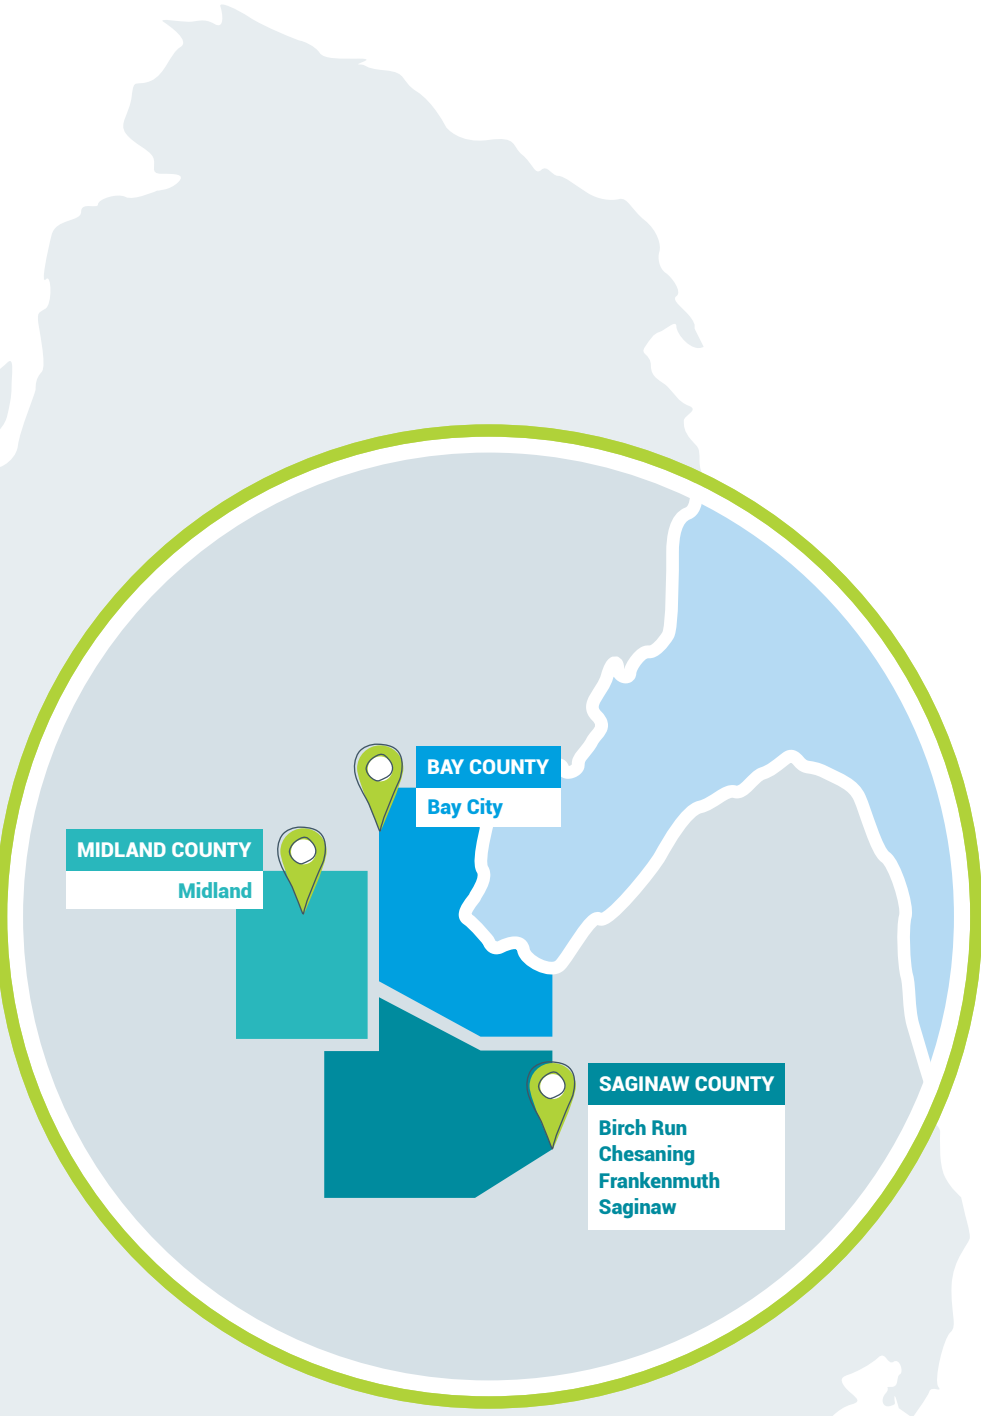 BAY COUNTY
Bay City
MIDLAND COUNTY
Midland
SAGINAW COUNTY
Birch Run
Chesaning
Frankenmuth
Saginaw